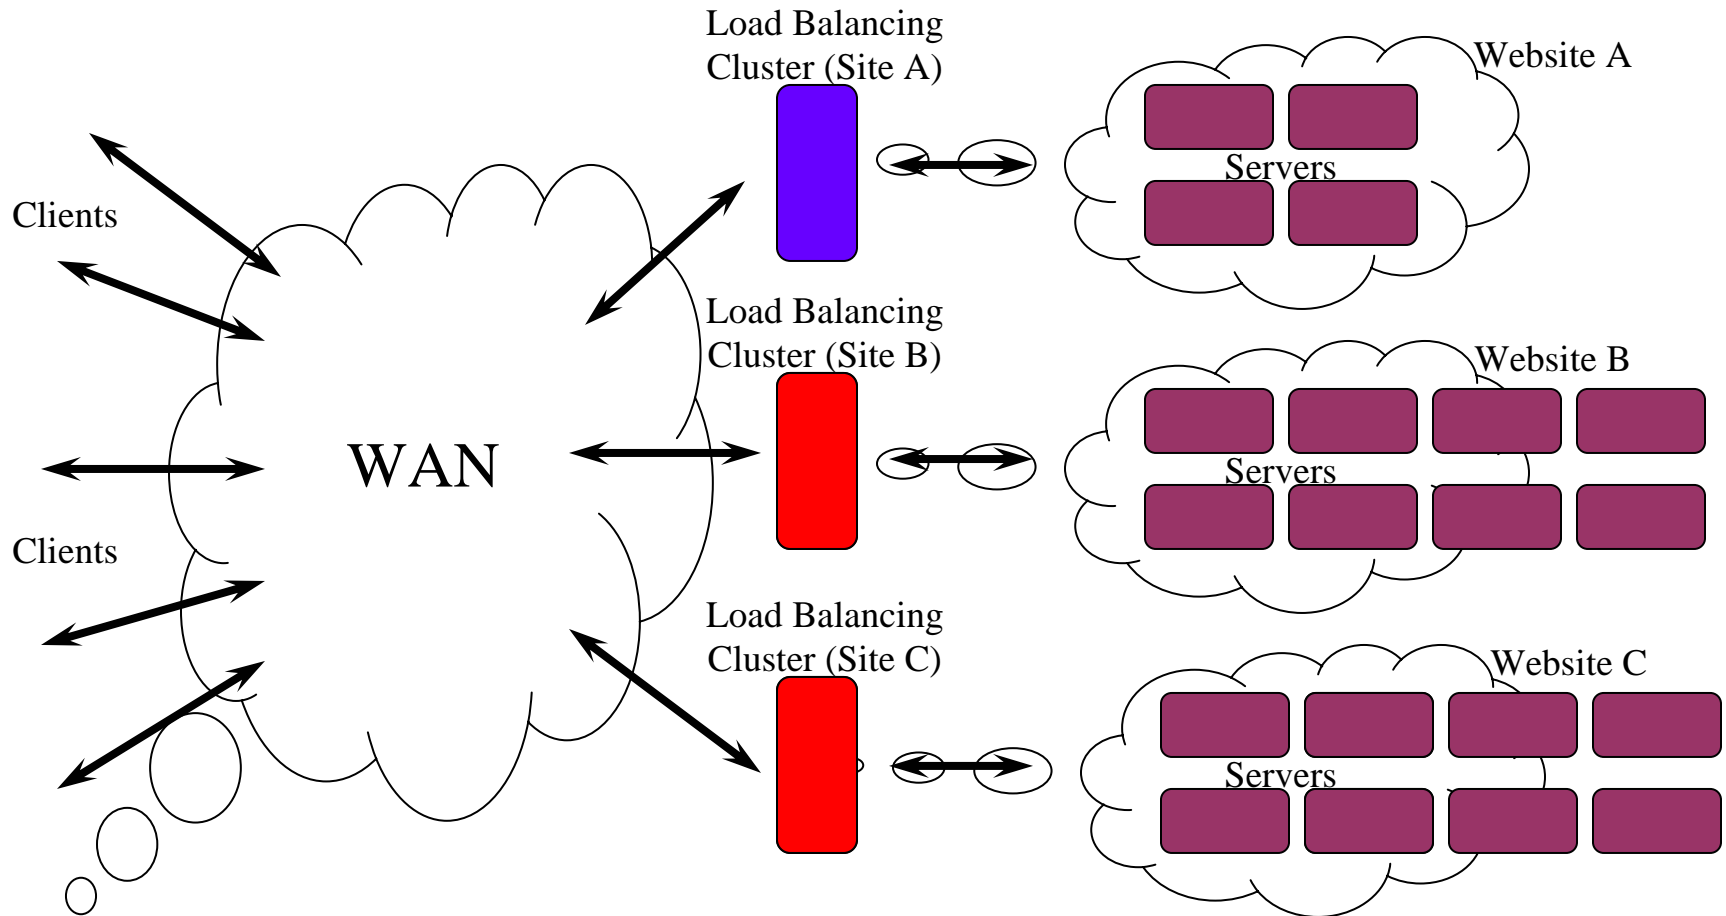 Load Balancing
Cluster (Site A)
Website A
Servers
Clients
Load Balancing
Cluster (Site B)
Website B
WAN
Servers
Clients
Load Balancing
Cluster (Site C)
Website C
Servers